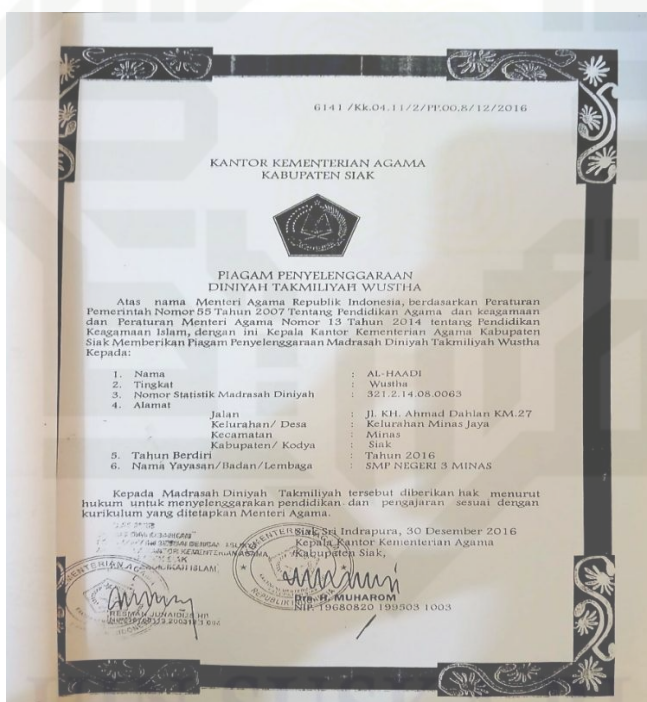 6141 /Kk.04.11/2/PP.00.8/12/2016
KANTOR KEMENTERIAN AGAMA
KABUPATEN SIAK
PIAGAM PENYELENGGARAAN
DINIYAH TAKMILIYAH WUSTHA
Atas nama Menteri Agama Republik Indonesia, berdasarkan Peraturan
Pemerintah Nomor 55 Tahun 2007 Tentang Pendidikan Agama dan keagamaan
dan Peraturan Menteri Agama Nomor 13 Tahun 2014 tentang Pendidikan
Keagamaan Islam, dengan ini Kepala Kantor Kementerian Agama Kabupaten
Siak Memberikan Piagam Penyelenggaraan Madrasah Diniyah Takmiliyah Wustha
Kepada:
1. Nama : AL-HAADI
2. Tingkat : Wustha
3. Nomor Statistik Madrasah Diniyah : 321.2.14.08.0063
4. Alamat
Jalan : Jl. KH. Ahmad Dahlan KM.27
Kelurahan/ Desa : Kelurahan Minas Jaya
Kecamatan : Minas
Kabupaten/ Kodya : Siak
5. Tahun Berdiri : Tahun 2016
6. Nama Yayasan/Badan/Lembaga : SMP NEGERI 3 MINAS
Kepada Madrasah Diniyah Takmiliyah tersebut diberikan hak menurut
hukum untuk menyelenggarakan pendidikan dan pengajaran sesuai dengan
kurikulum yang ditetapkan Menteri Agama.
Siak Sri Indrapura, 30 Desember 2016
Kepala Kantor Kementerian Agama
Kabupaten Siak,
Drs. H. MUHAROM
NIP. 19680820 199503 1003
KANTOR KEMENTERIAN AGAMA
ISLAM
RESMAN JUNAIDI